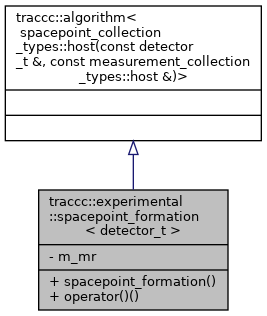 traccc::algorithm<
spacepoint_collection
_types::host(const detector
_t &, const measurement_collection
_types::host &)>
traccc::experimental
::spacepoint_formation
< detector_t >
- m_mr
+ spacepoint_formation()
+ operator()()